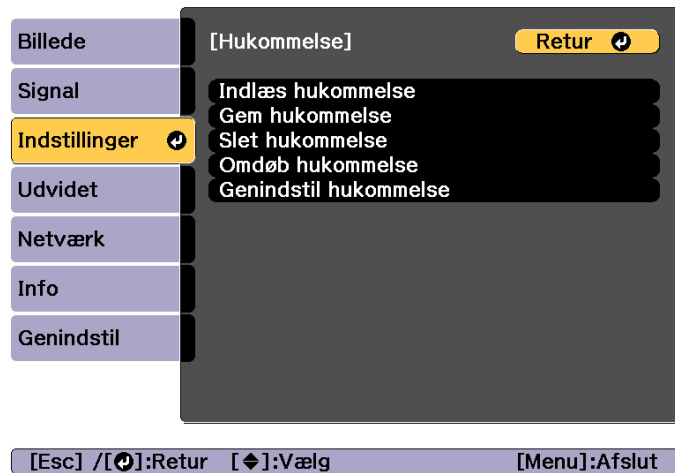 Billede
Signal
Indstillinger
Udvidet
Netværk
Info
Genindstil
[Hukommelse]
Retur
Indlæs hukommelse
Gem hukommelse
Slet hukommelse
Omdøb hukommelse
Genindstil hukommelse
[Esc] /[⏎]:Retur [◆]:Vælg [Menu]:Afslut